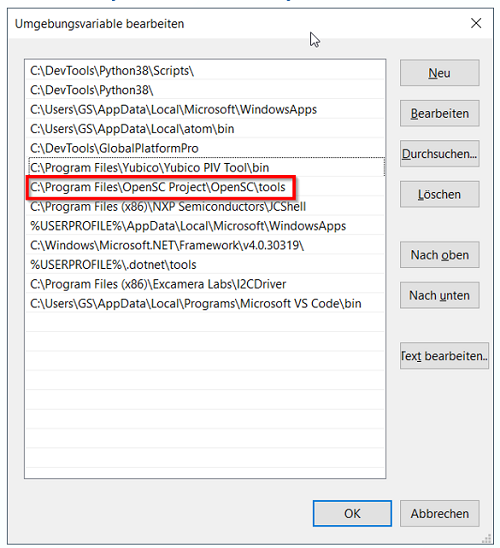 Umgebungsvariable bearbeiten
C:\DevTools\Python38\Scripts\
C:\DevTools\Python38\
C:\Users\GS\AppData\Local\Microsoft\WindowsApps
C:\Users\GS\AppData\Local\atom\bin
C:\DevTools\GlobalPlatformPro
C:\Program Files\Yubico\Yubico PIV Tool\bin
C:\Program Files\OpenSC Project\OpenSC\tools
C:\Program Files (x86)\NXP Semiconductors\JCShell
%USERPROFILE%\AppData\Local\Microsoft\WindowsApps
C:\Windows\Microsoft.NET\Framework\v4.0.30319\
%USERPROFILE%\.dotnet\tools
C:\Program Files (x86)\Excamera Labs\I2CDriver
C:\Users\GS\AppData\Local\Programs\Microsoft VS Code\bin
Neu
Bearbeiten
Durchsuchen...
Löschen
Nach oben
Nach unten
Text bearbeiten..
OK
Abbrechen